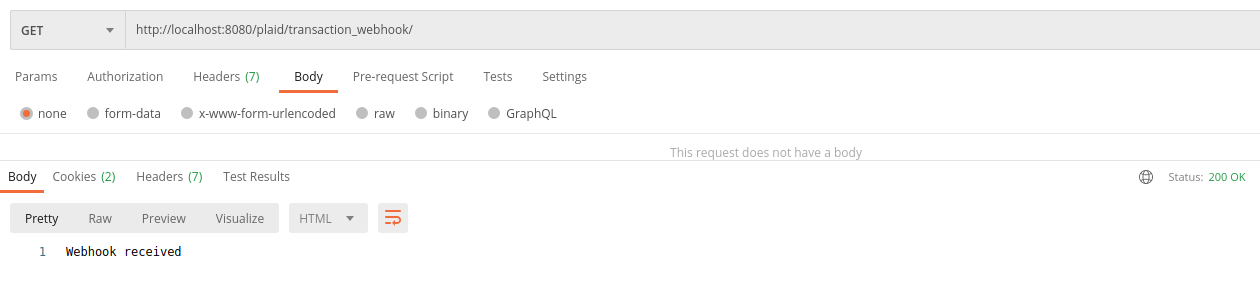 GET http://localhost:8080/plaid/transaction_webhook/
Params Authorization Headers (7) Body Pre-request Script Tests Settings
none form-data x-www-form-urlencoded raw binary GraphQL
This request does not have a body
Body Cookies (2) Headers (7) Test Results Status: 200 OK
Pretty Raw Preview Visualize HTML
1 Webhook received